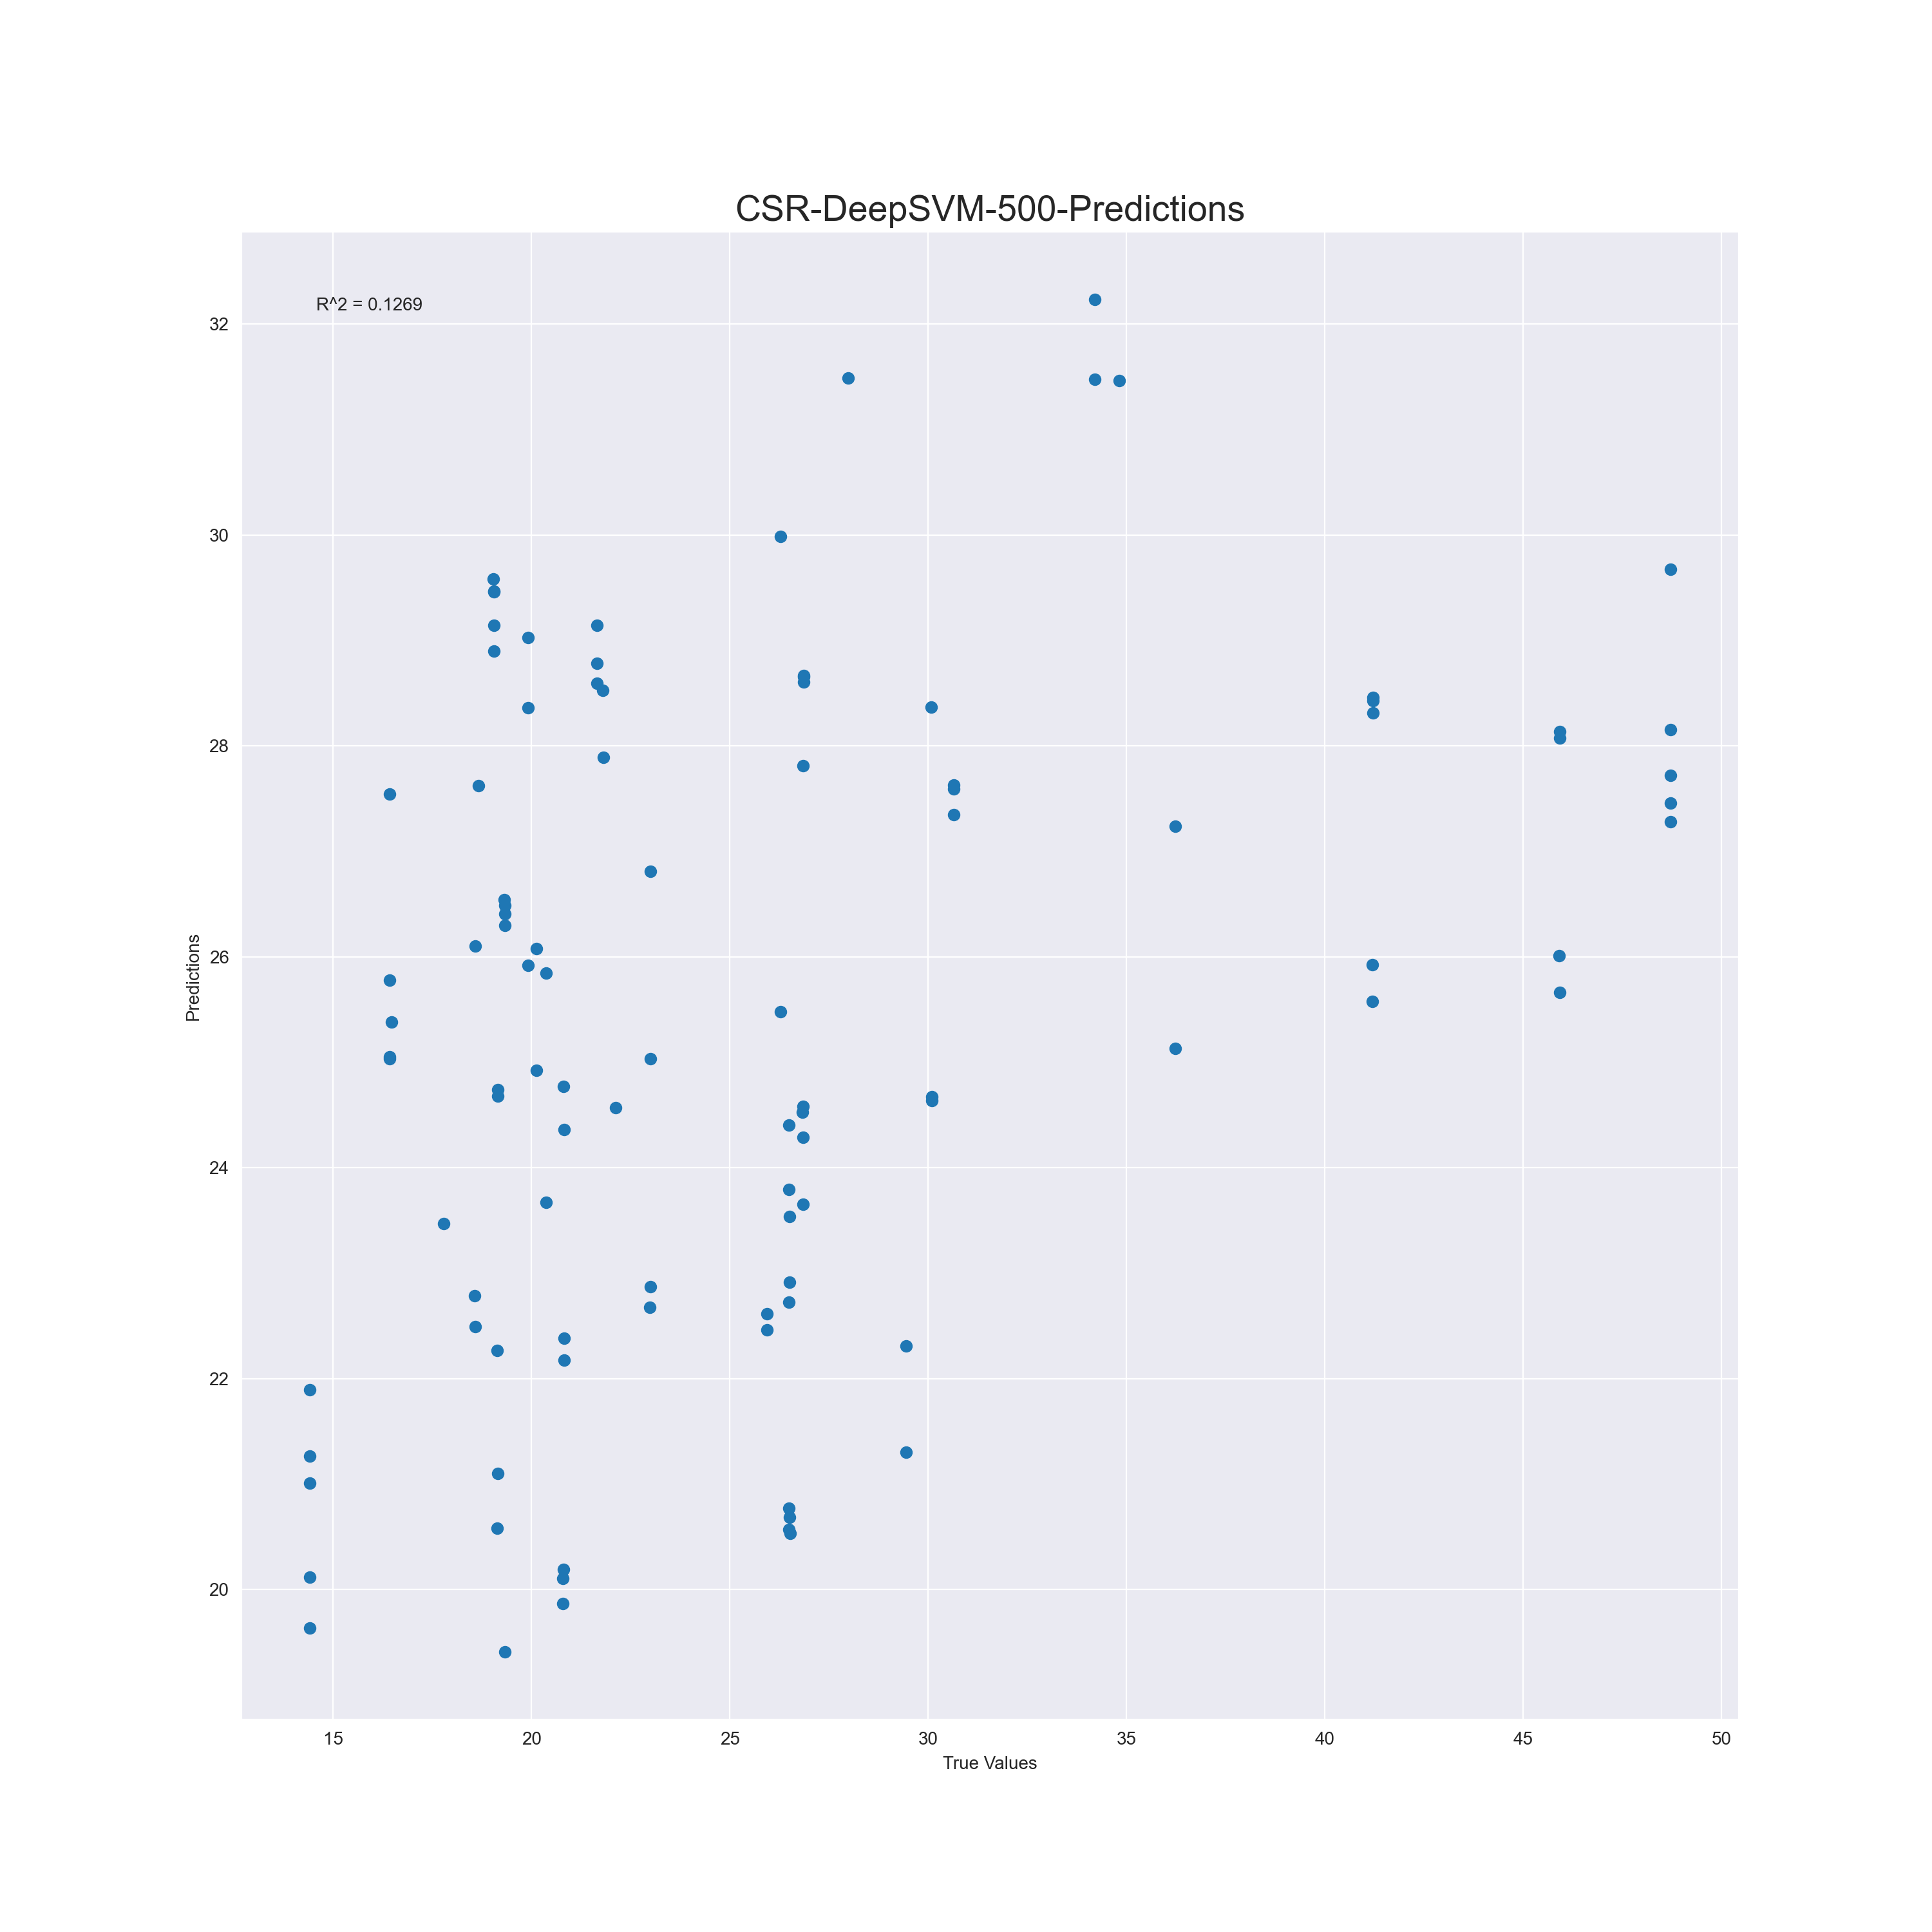 CSR-DeepSVM-500-Predictions
R^2 = 0.1269
32
30
28
26
24
22
20
Predictions
15 20 25 30 35 40 45 50
True Values